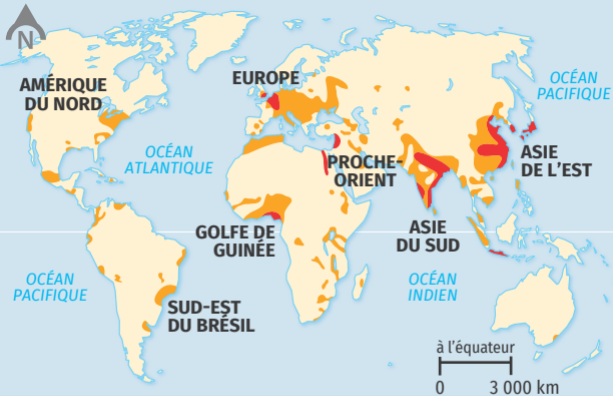 N
AMÉRIQUE
DU NORD
EUROPE
OCÉAN
PACIFIQUE
OCÉAN
ATLANTIQUE
PROCHE-
ORIENT
ASIE
DE L'EST
GOLFE DE
GUINÉE
ASIE
DU SUD
OCÉAN
PACIFIQUE
OCÉAN
INDIEN
SUD-EST
DU BRÉSIL
à l'équateur
0 3 000 km